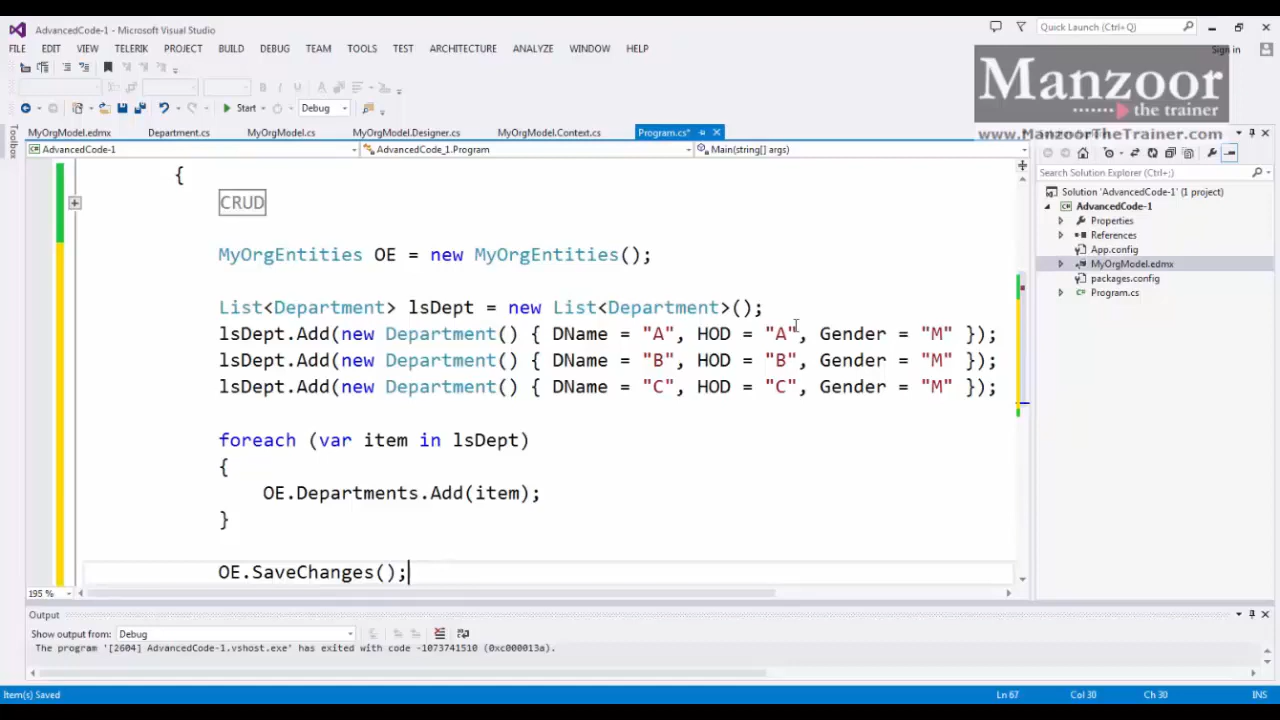 AdvancedCode-1 - Microsoft Visual Studio
Quick Launch (Ctrl+Q)
FILE EDIT VIEW TELERIK PROJECT BUILD DEBUG TEAM TOOLS TEST ARCHITECTURE ANALYZE WINDOW HELP
Sign in
Manzoor
the trainer
www.ManzoorTheTrainer.com
Start Debug
MyOrgModel.edmx Department.cs MyOrgModel.cs MyOrgModel.Designer.cs MyOrgModel.Context.cs Program.cs*
AdvancedCode-1 AdvancedCode_1.Program Main(string[] args)
Toolbox
{
CRUD
MyOrgEntities OE = new MyOrgEntities();
List<Department> lsDept = new List<Department>();
lsDept.Add(new Department() { DName = "A", HOD = "A", Gender = "M" });
lsDept.Add(new Department() { DName = "B", HOD = "B", Gender = "M" });
lsDept.Add(new Department() { DName = "C", HOD = "C", Gender = "M" });
foreach (var item in lsDept)
{
OE.Departments.Add(item);
}
OE.SaveChanges();
195 %
Search Solution Explorer (Ctrl+;)
Solution 'AdvancedCode-1' (1 project)
AdvancedCode-1
Properties
References
App.config
MyOrgModel.edmx
packages.config
Program.cs
Output
Show output from: Debug
The program '[2604] AdvancedCode-1.vshost.exe' has exited with code -1073741510 (0xc000013a).
Item(s) Saved Ln 67 Col 30 Ch 30 INS